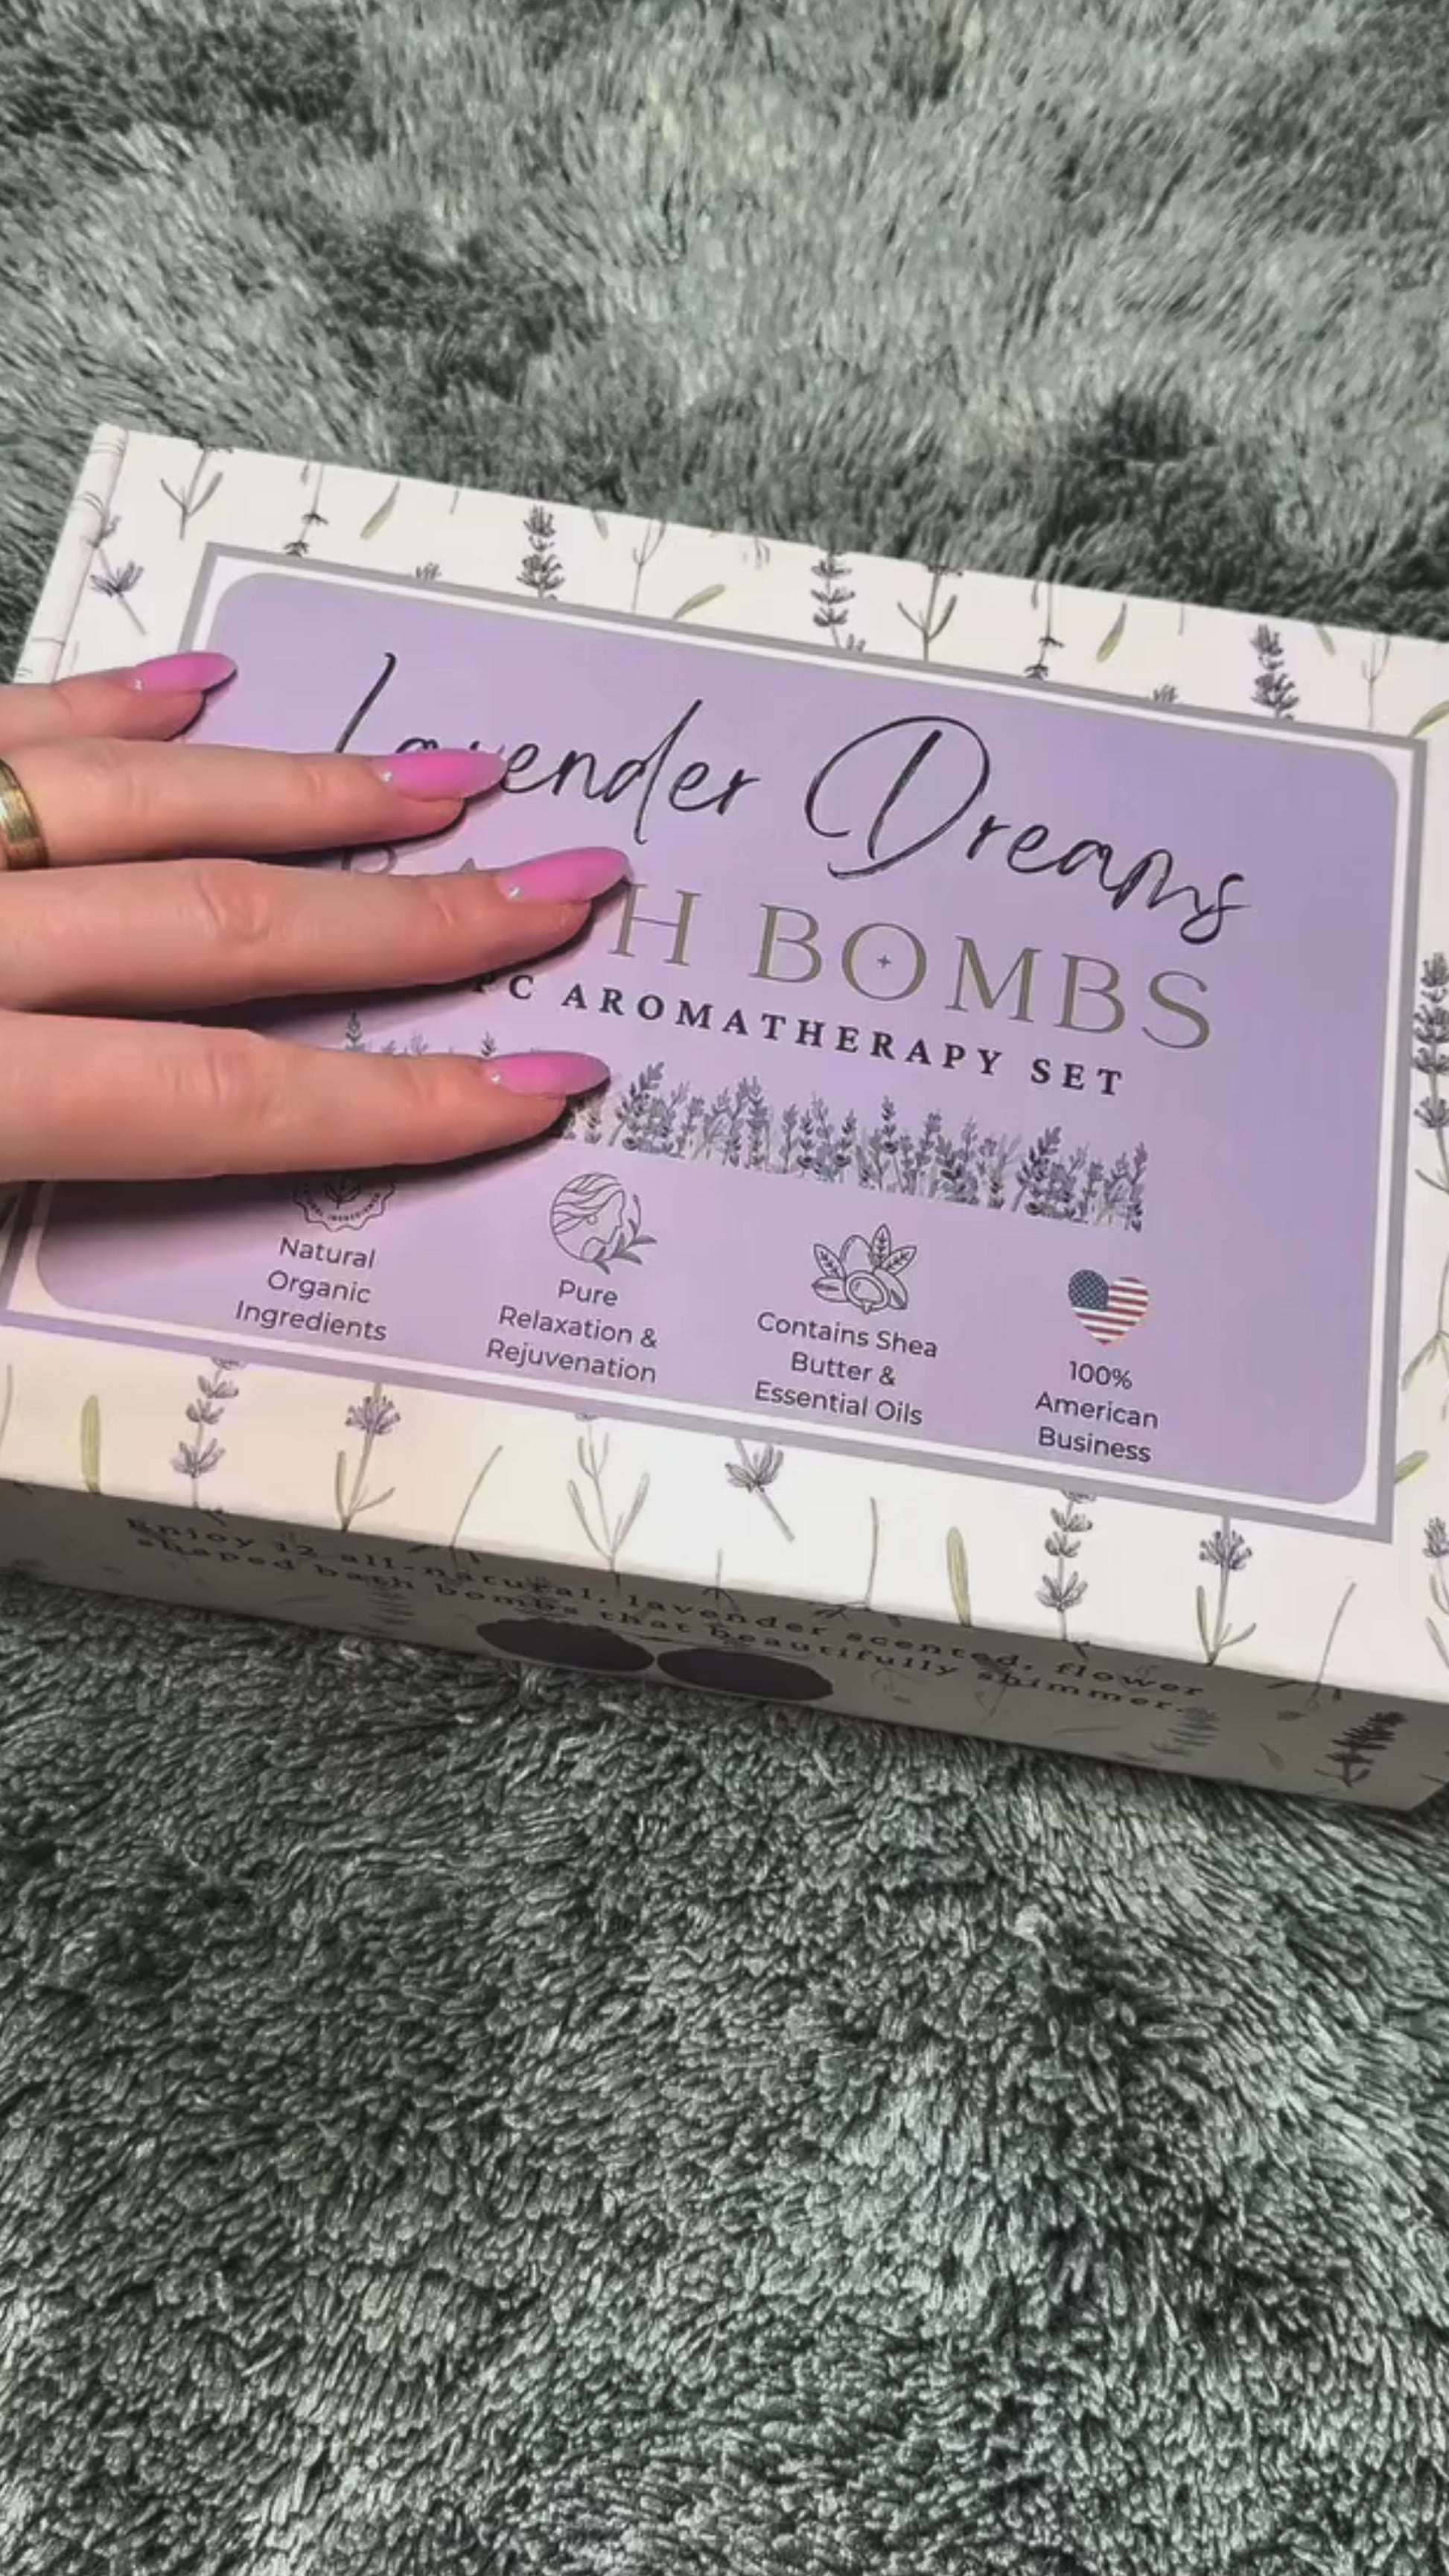 Lavender Dreams
BATH BOMBS
PC AROMATHERAPY SET
Natural
Organic
Ingredients
Pure
Relaxation &
Rejuvenation
Contains Shea
Butter &
Essential Oils
100%
American
Business
Enjoy 12 all-natural, lavender scented, flower
shaped bath bombs that beautifully shimmer.